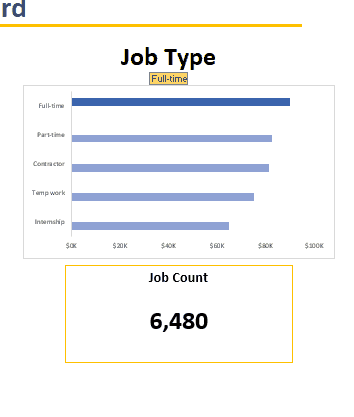 rd
Job Type
Full-time
Full-time
Part-time
Contractor
Temp work
Internship
$0K $20K $40K $60K $80K $100K
Job Count
6,480